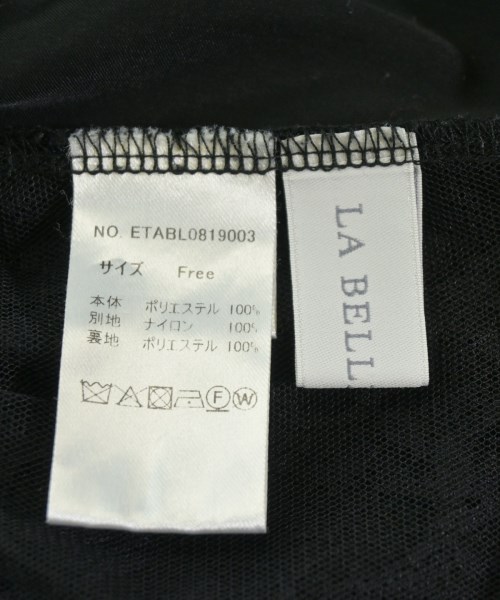 NO. ETABL0819003
サイズ Free
本体 ポリエステル 100%
別地 ナイロン 100%
裏地 ポリエステル 100%
F W
LA BELL